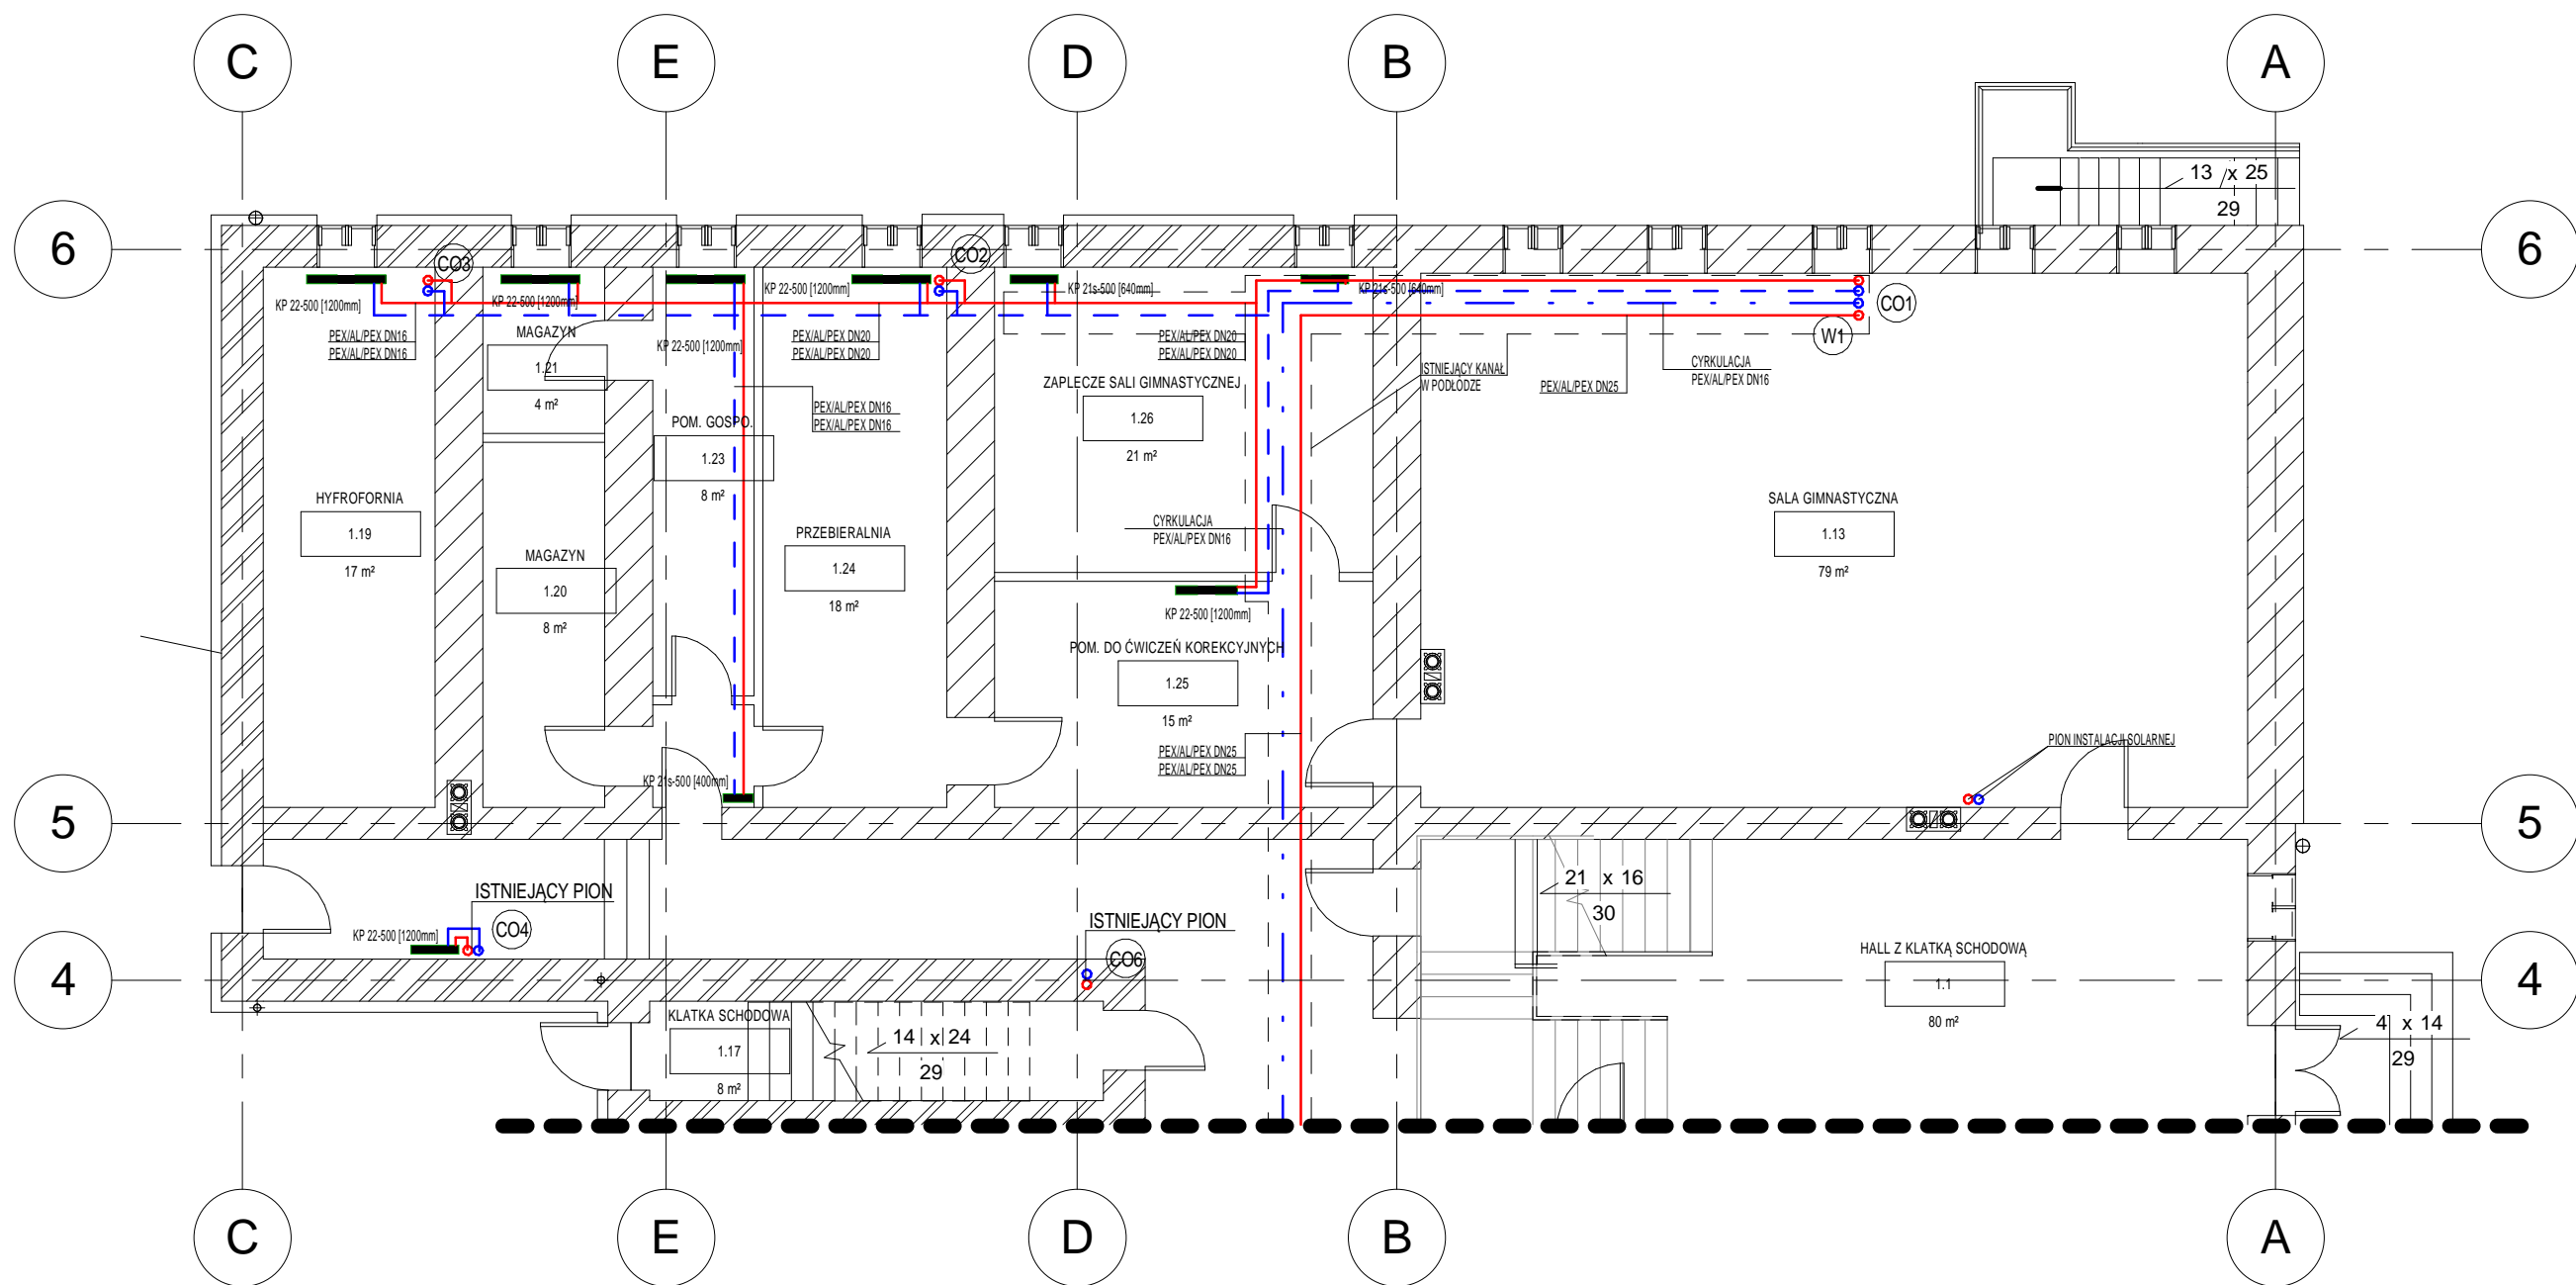 C
E
D
B
A
13 x 25
29
6
6
CO3
CO2
KP 22-500 [1200mm]
KP 22-500 [1200mm]
KP 22-500 [1200mm]
KP 21s-500 [640mm]
KP 21s-500 [640mm]
CO1
W1
PEX/AL/PEX DN16
PEX/AL/PEX DN16
MAGAZYN
1.21
4 m²
KP 22-500 [1200mm]
PEX/AL/PEX DN20
PEX/AL/PEX DN20
PEX/AL/PEX DN20
PEX/AL/PEX DN20
ISTNIEJĄCY KANAŁ
W PODŁODZE
PEX/AL/PEX DN25
CYRKULACJA
PEX/AL/PEX DN16
ZAPLECZE SALI GIMNASTYCZNEJ
1.26
21 m²
PEX/AL/PEX DN16
PEX/AL/PEX DN16
POM. GOSPO.
1.23
8 m²
HYFROFORNIA
1.19
17 m²
MAGAZYN
1.20
8 m²
PRZEBIERALNIA
1.24
18 m²
CYRKULACJA
PEX/AL/PEX DN16
SALA GIMNASTYCZNA
1.13
79 m²
KP 22-500 [1200mm]
POM. DO ĆWICZEŃ KOREKCYJNYCH
1.25
15 m²
PEX/AL/PEX DN25
PEX/AL/PEX DN25
PION INSTALACJI SOLARNEJ
KP 21s-500 [400mm]
5
5
21 x 16
30
ISTNIEJĄCY PION
CO4
KP 22-500 [1200mm]
ISTNIEJĄCY PION
CO6
HALL Z KLATKĄ SCHODOWĄ
1.1
80 m²
4
4
KLATKA SCHODOWA
1.17
8 m²
14 x 24
29
4 x 14
29
C
E
D
B
A